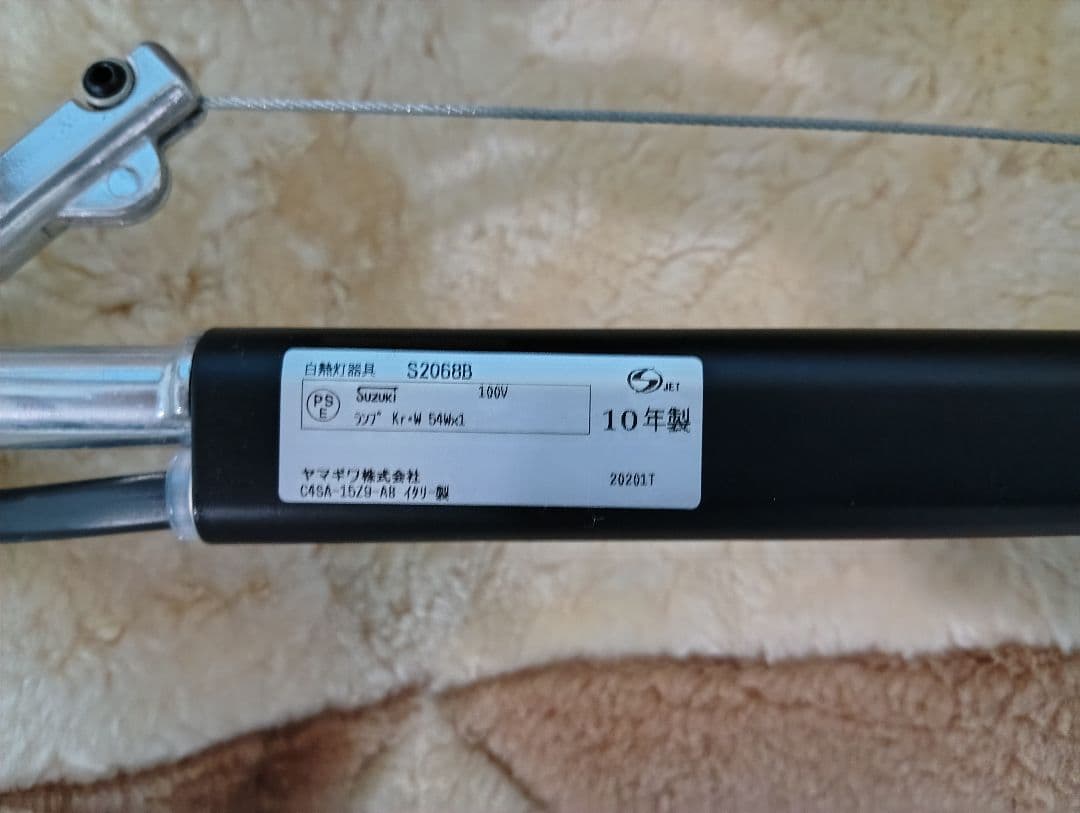 白熱灯器具 S2068B
JET
PS
E
Suzuki 100V
ランプ Kr・W 54W×1
10年製
ヤマギワ株式会社
20201T
C4SA-15Z9-AB イタリー製